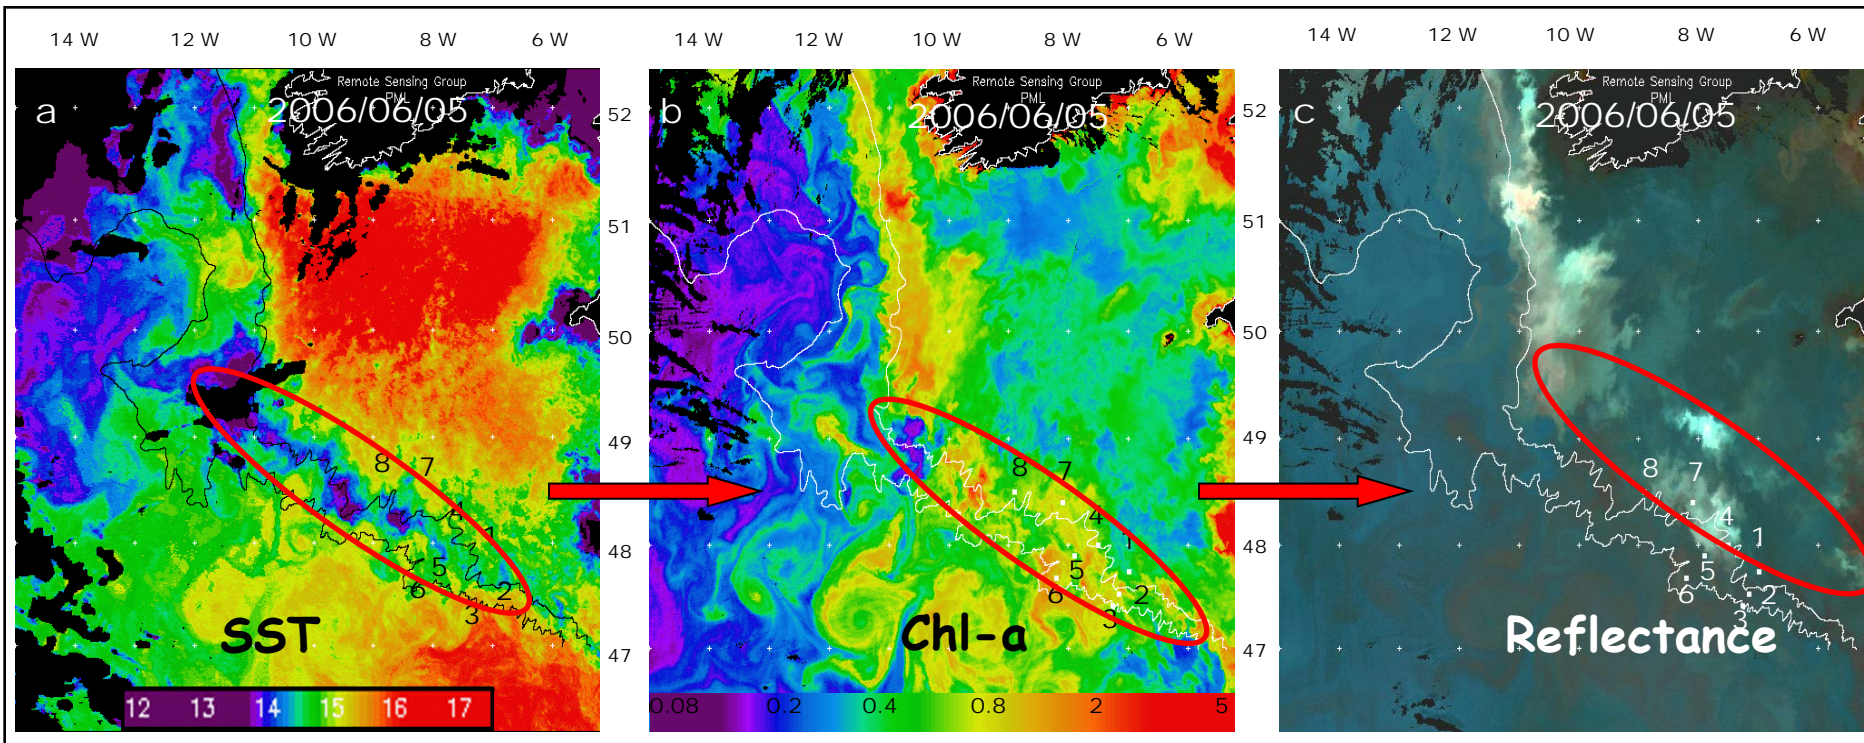 14 W 12 W 10 W 8 W 6 W
14 W 12 W 10 W 8 W 6 W
14 W 12 W 10 W 8 W 6 W
a
Remote Sensing Group
PML
2006/06/05
8
7
4
1
5
6
2
3
SST
12 13 14 15 16 17
52
51
50
49
48
47
b
Remote Sensing Group
PML
2006/06/05
8
7
4
1
5
6
2
3
Chl-a
0.08 0.2 0.4 0.8 2 5
52
51
50
49
48
47
c
Remote Sensing Group
PML
2006/06/05
8
7
4
1
5
6
2
3
Reflectance